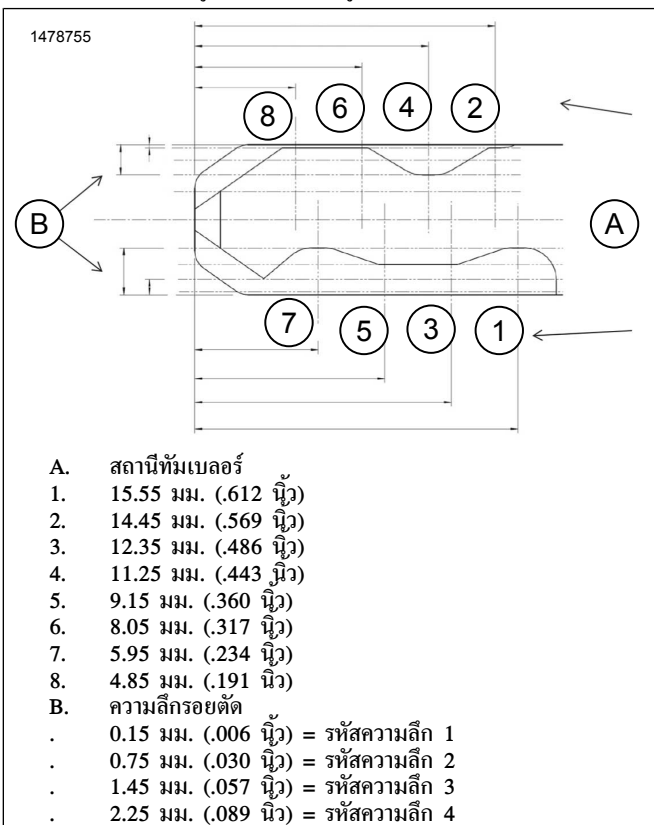 1478755
8 6 4 2
B A
7 5 3 1
A. สถานีทัมเบลอร์
1. 15.55 มม. (.612 นิ้ว)
2. 14.45 มม. (.569 นิ้ว)
3. 12.35 มม. (.486 นิ้ว)
4. 11.25 มม. (.443 นิ้ว)
5. 9.15 มม. (.360 นิ้ว)
6. 8.05 มม. (.317 นิ้ว)
7. 5.95 มม. (.234 นิ้ว)
8. 4.85 มม. (.191 นิ้ว)
B. ความลึกรอยตัด
. 0.15 มม. (.006 นิ้ว) = รหัสความลึก 1
. 0.75 มม. (.030 นิ้ว) = รหัสความลึก 2
. 1.45 มม. (.057 นิ้ว) = รหัสความลึก 3
. 2.25 มม. (.089 นิ้ว) = รหัสความลึก 4